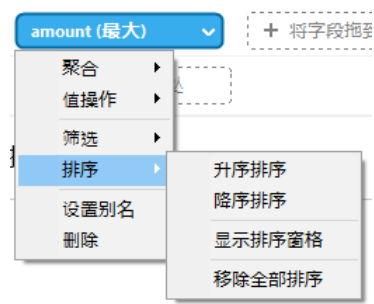 amount (最大)
+ 将字段拖到
聚合
值操作
筛选
排序
设置别名
删除
升序排序
降序排序
显示排序窗格
移除全部排序